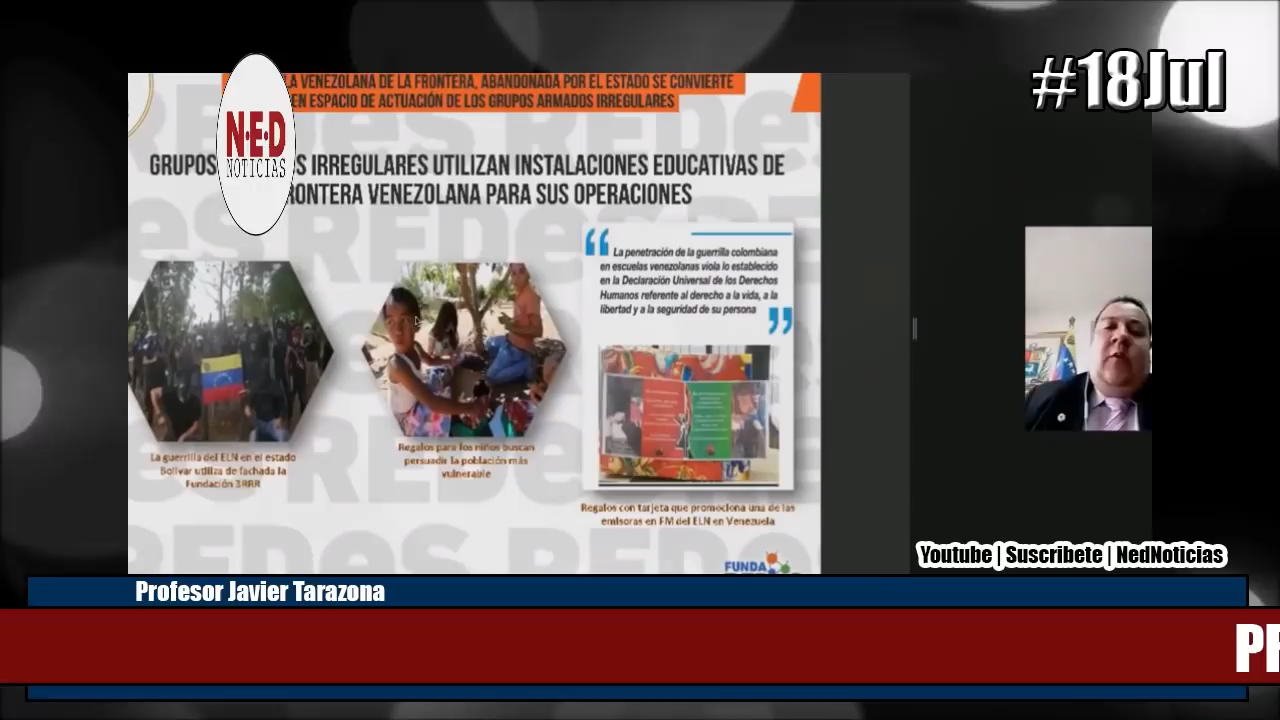 #18Jul
N·E·D
NOTICIAS
LA VENEZOLANA DE LA FRONTERA, ABANDONADA POR EL ESTADO SE CONVIERTE
EN ESPACIO DE ACTUACIÓN DE LOS GRUPOS ARMADOS IRREGULARES
GRUPOS S IRREGULARES UTILIZAN INSTALACIONES EDUCATIVAS DE
RONTERA VENEZOLANA PARA SUS OPERACIONES
“ La penetración de la guerrilla colombiana
en escuelas venezolanas viola lo establecido
en la Declaración Universal de los Derechos
Humanos referente al derecho a la vida, a la
libertad y a la seguridad de su persona ”
La guerrilla del ELN en el estado
Bolívar utiliza de fachada la
Fundación 3RRR
Regalos para los niños buscan
persuadir la población más
vulnerable
Regalos con tarjeta que promociona una de las
emisoras en FM del ELN en Venezuela
FUNDA
Youtube | Suscribete | NedNoticias
Profesor Javier Tarazona
PR